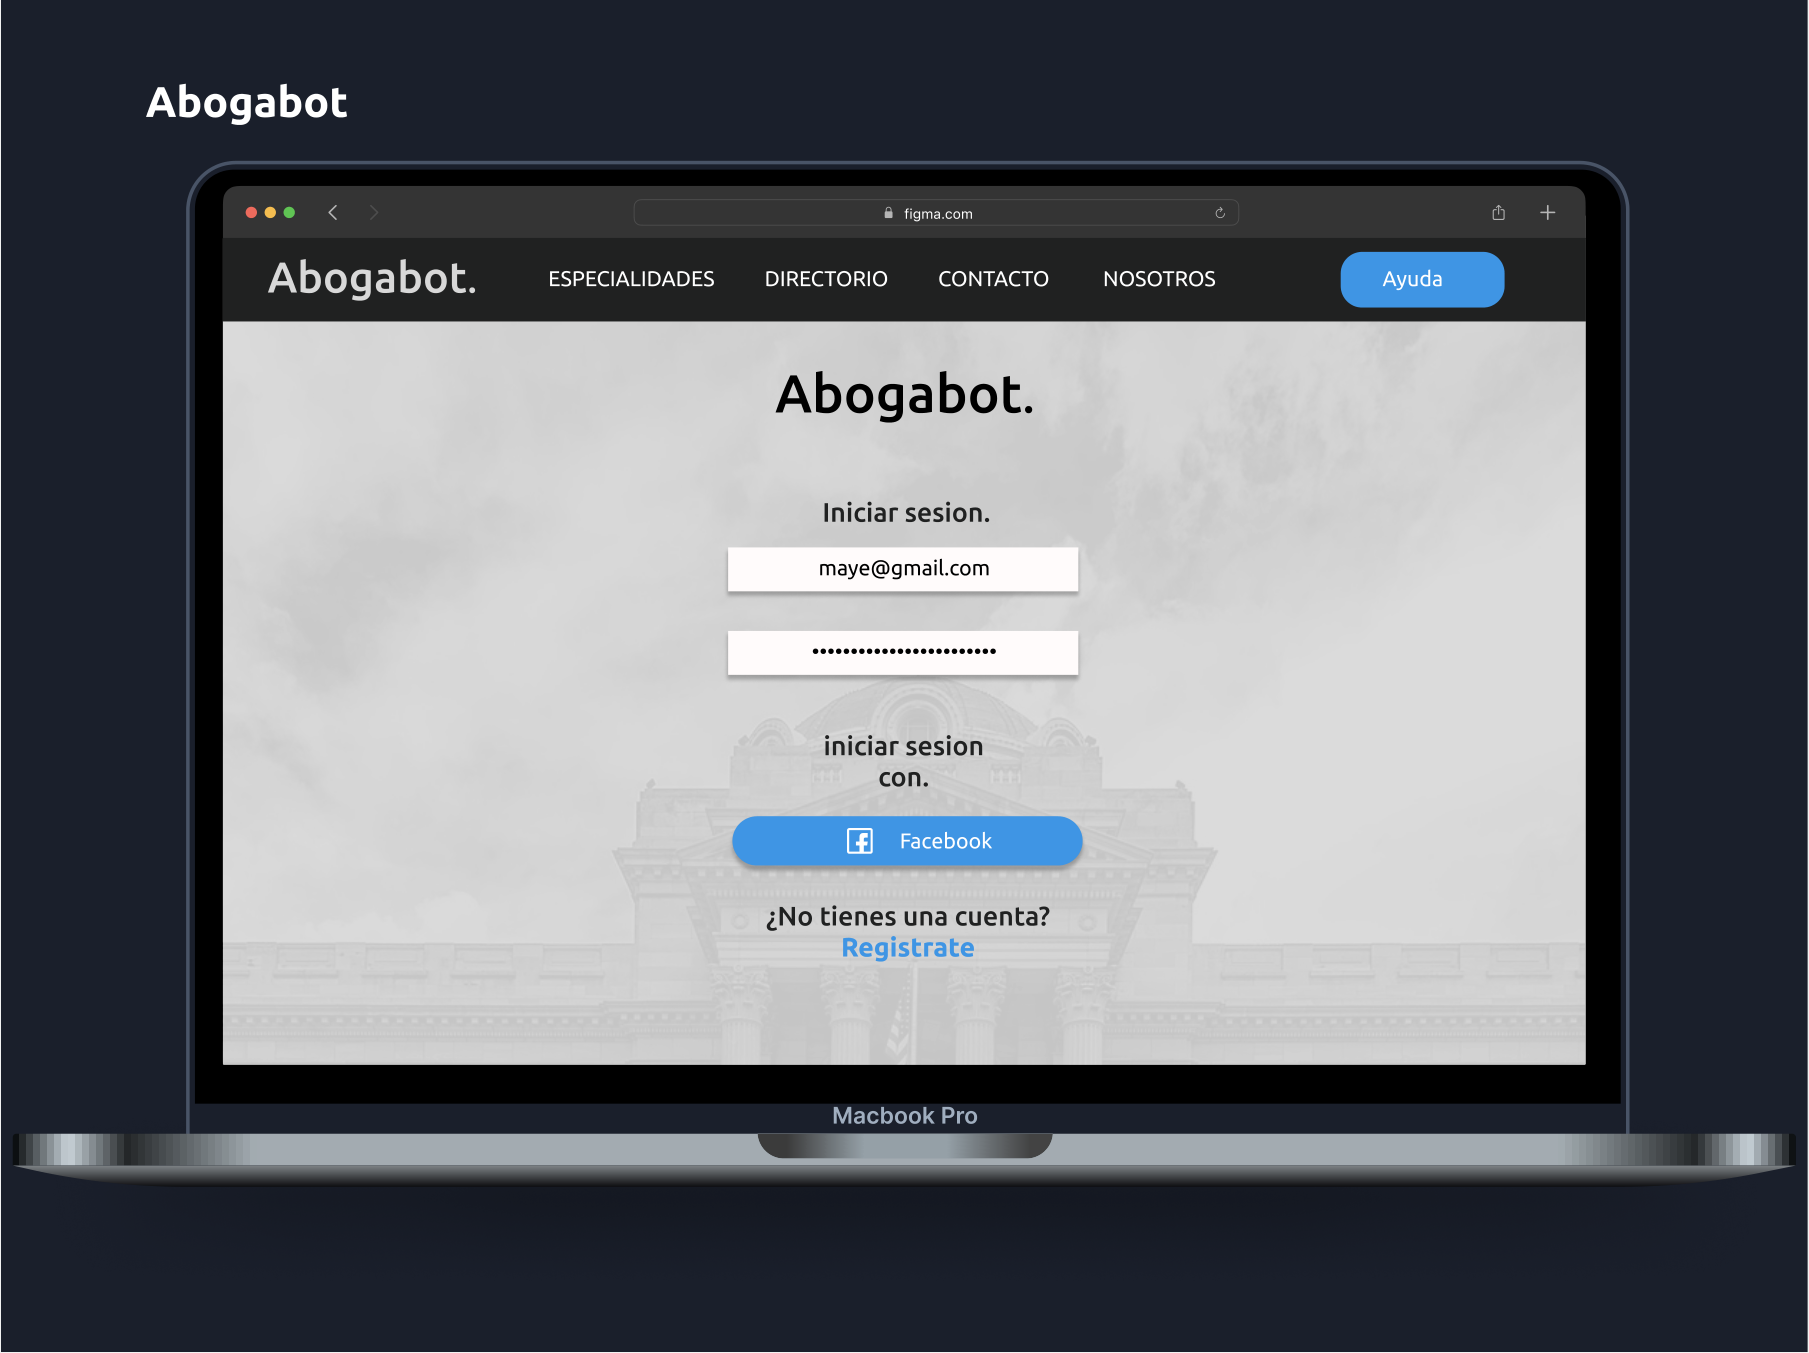 Abogabot
figma.com
Abogabot.
ESPECIALIDADES
DIRECTORIO
CONTACTO
NOSOTROS
Ayuda
Abogabot.
Iniciar sesion.
maye@gmail.com
••••••••••••••••••••••••
iniciar sesion
con.
Facebook
¿No tienes una cuenta?
Registrate
Macbook Pro